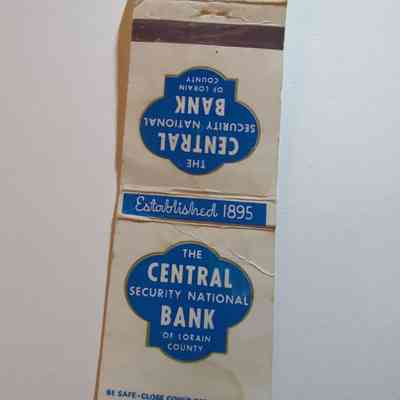 THE
CENTRAL
SECURITY NATIONAL
BANK
OF LORAIN
COUNTY
Established 1895
THE
CENTRAL
SECURITY NATIONAL
BANK
OF LORAIN
COUNTY
BE SAFE-CLOSE COVER